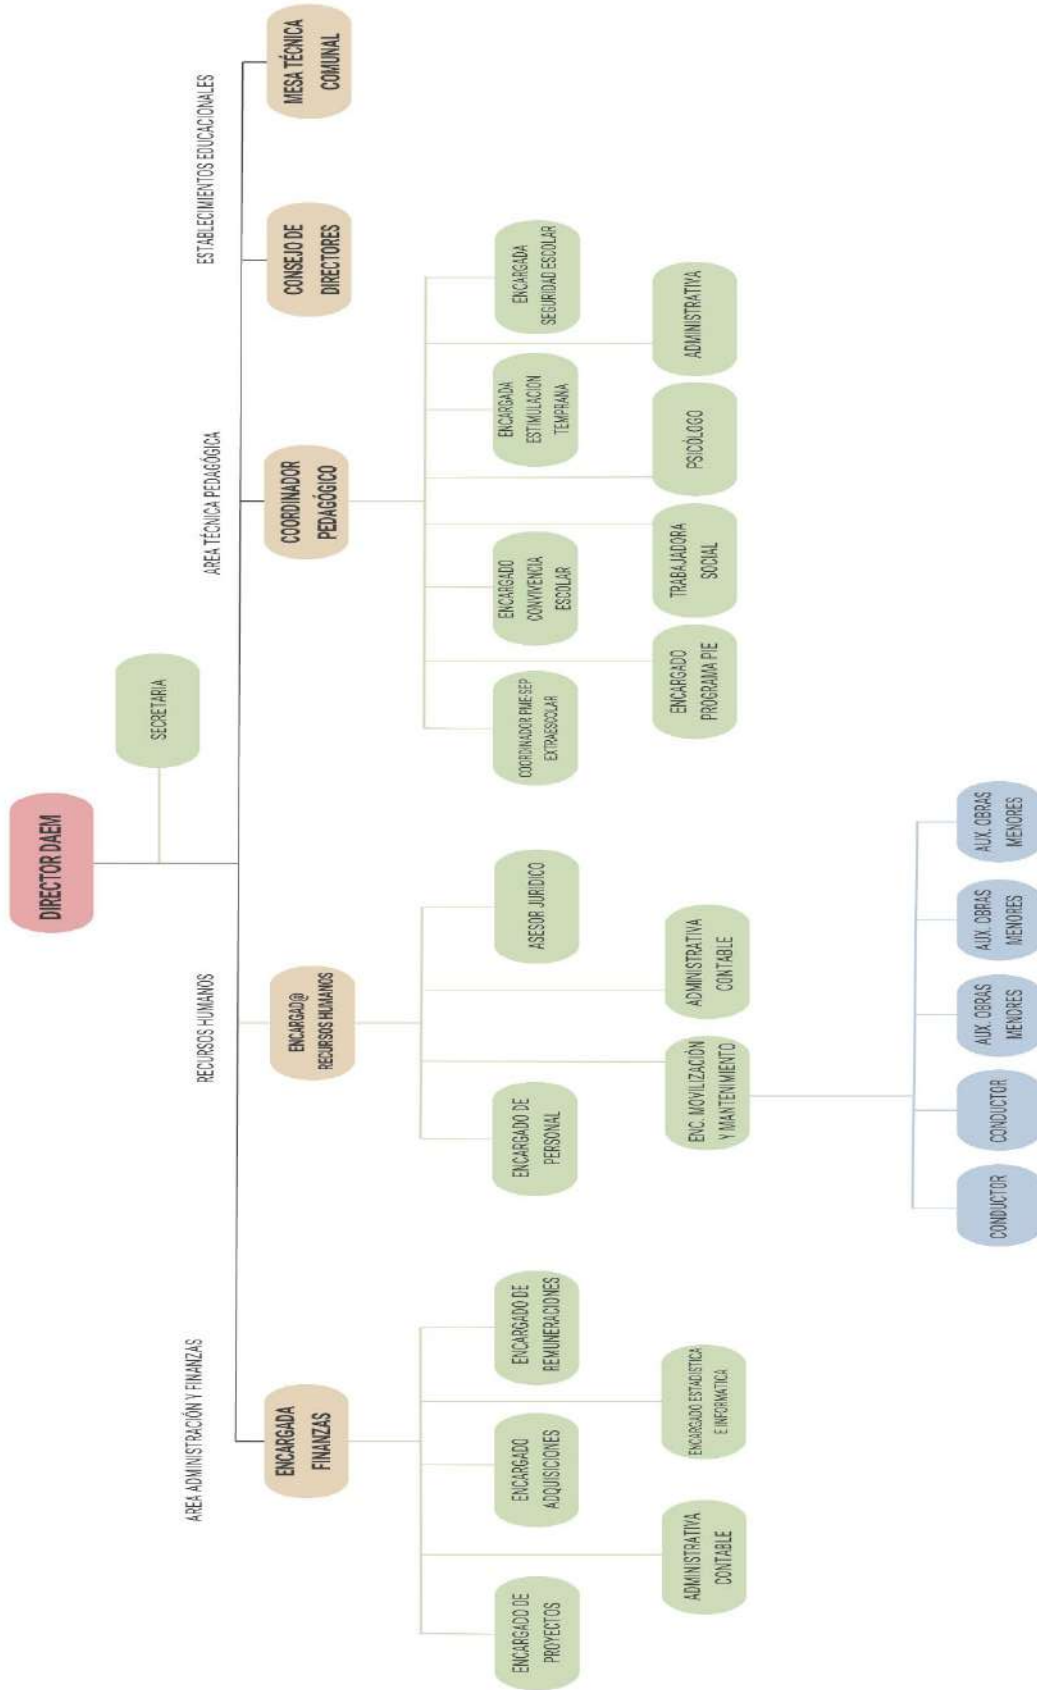 DIRECTOR DAEM
SECRETARIA
AREA ADMINISTRACIÓN Y FINANZAS
RECURSOS HUMANOS
AREA TÉCNICA PEDAGÓGICA
ESTABLECIMIENTOS EDUCACIONALES
ENCARGADA
FINANZAS
ENCARGAD@
RECURSOS HUMANOS
COORDINADOR
PEDAGÓGICO
CONSEJO DE
DIRECTORES
MESA TÉCNICA
COMUNAL
ENCARGADO DE
PROYECTOS
ENCARGADO
ADQUISICIONES
ENCARGADO DE
REMUNERACIONES
ENCARGADO DE
PERSONAL
ASESOR JURIDICO
COORDINADOR PME-SEP
EXTRAESCOLAR
ENCARGADO
CONVIVENCIA
ESCOLAR
ENCARGADA
ESTIMULACION
TEMPRANA
ENCARGADA
SEGURIDAD ESCOLAR
ADMINISTRATIVA
CONTABLE
ENCARGADO ESTADISTICA
E INFORMATICA
ENC. MOVILIZACIÓN
Y MANTENIMIENTO
ADMINISTRATIVA
CONTABLE
ENCARGADO
PROGRAMA PIE
TRABAJADORA
SOCIAL
PSICÓLOGO
ADMINISTRATIVA
CONDUCTOR
CONDUCTOR
AUX. OBRAS
MENORES
AUX. OBRAS
MENORES
AUX. OBRAS
MENORES